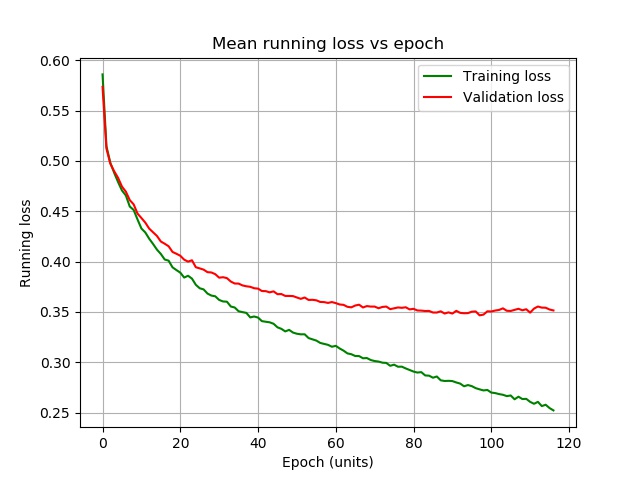 Mean running loss vs epoch
Training loss
Validation loss
0.60
0.55
0.50
0.45
0.40
0.35
0.30
0.25
Running loss
0 20 40 60 80 100 120
Epoch (units)